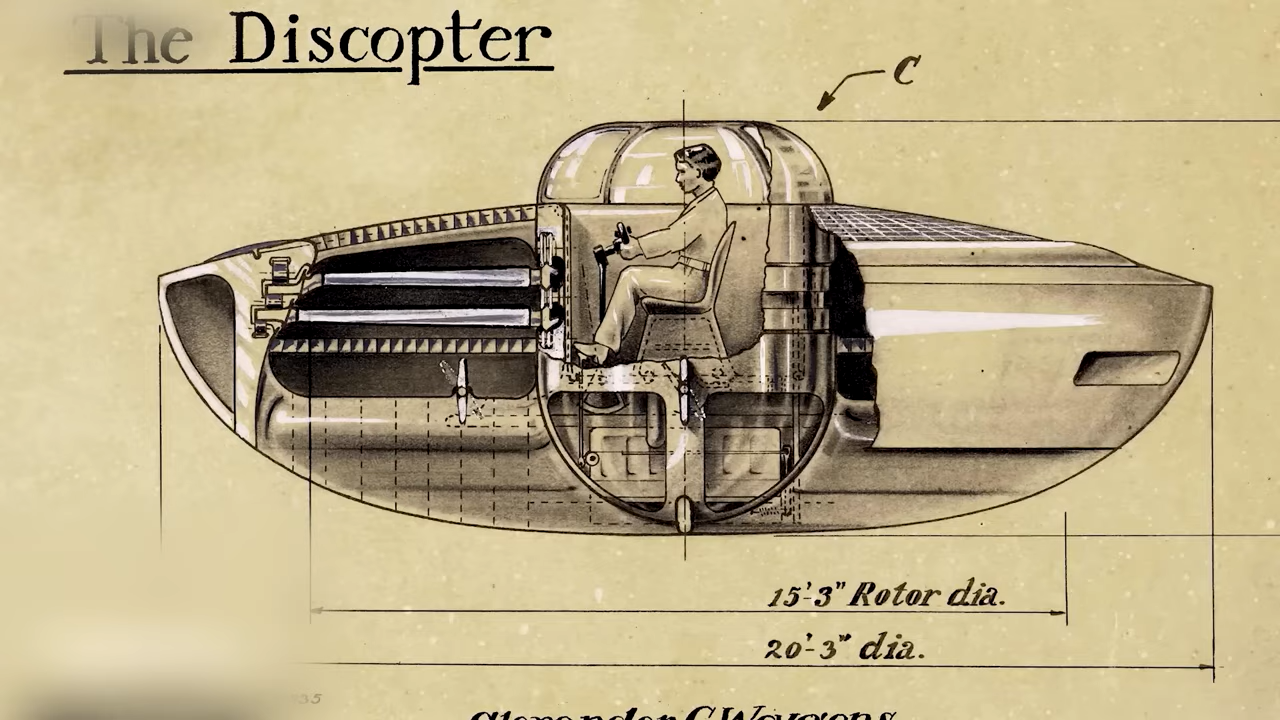 The Discopter
C
15'-3" Rotor dia.
20'-3" dia.